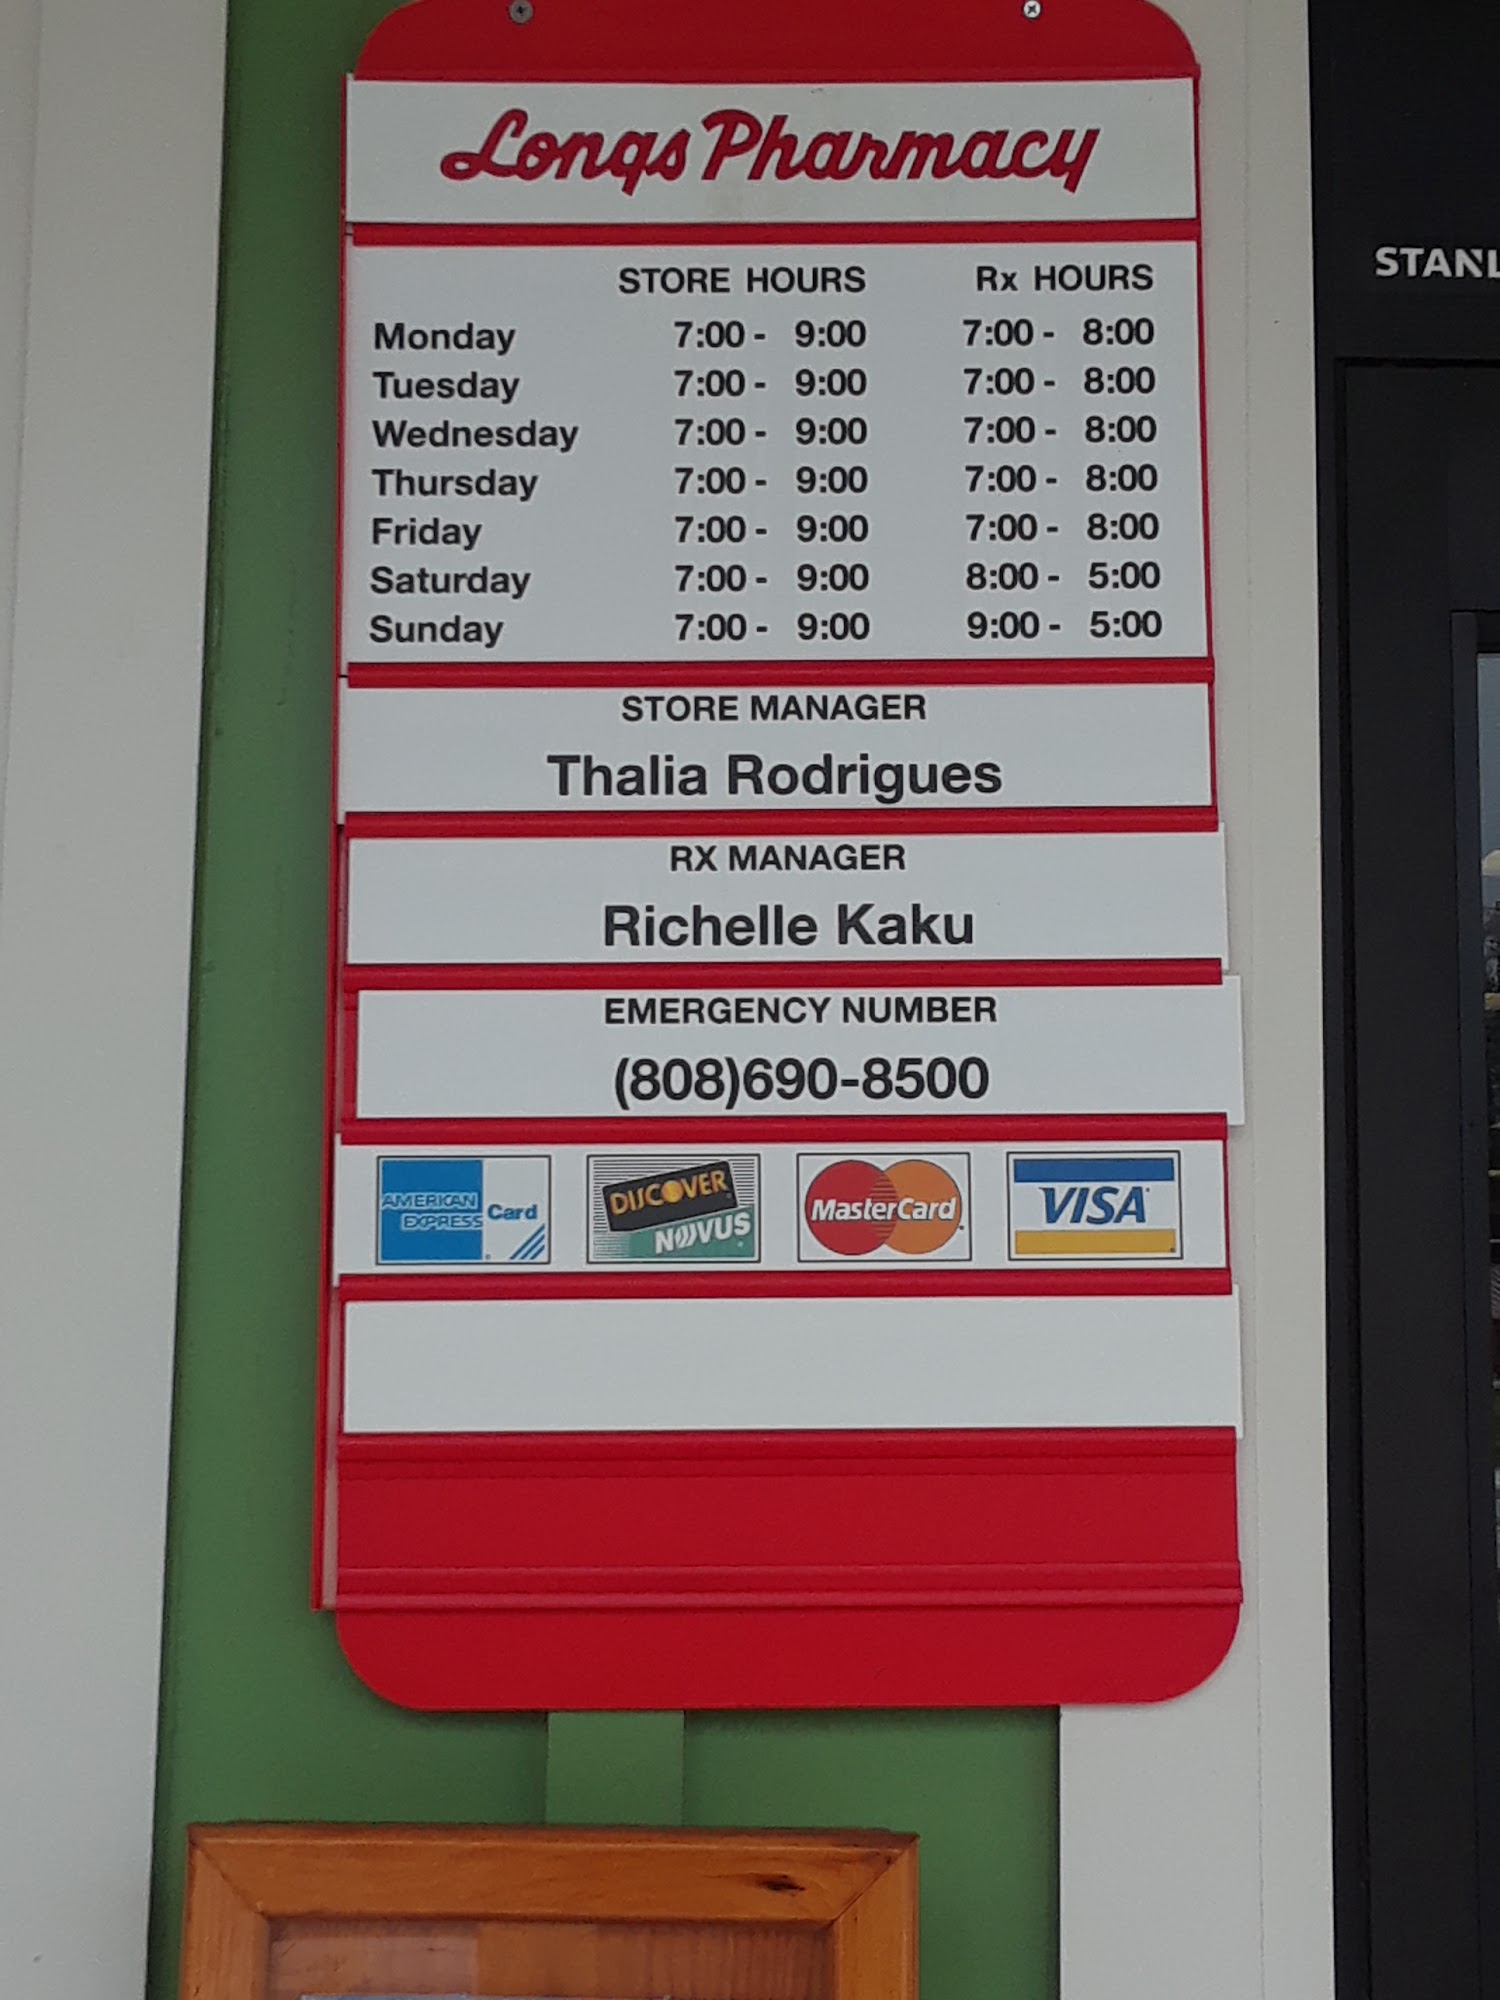 Longs Pharmacy
STORE HOURS Rx HOURS
Monday 7:00 - 9:00 7:00 - 8:00
Tuesday 7:00 - 9:00 7:00 - 8:00
Wednesday 7:00 - 9:00 7:00 - 8:00
Thursday 7:00 - 9:00 7:00 - 8:00
Friday 7:00 - 9:00 7:00 - 8:00
Saturday 7:00 - 9:00 8:00 - 5:00
Sunday 7:00 - 9:00 9:00 - 5:00
STORE MANAGER
Thalia Rodrigues
RX MANAGER
Richelle Kaku
EMERGENCY NUMBER
(808)690-8500
AMERICAN EXPRESS Card
DISCOVER
NOVUS
MasterCard
VISA
STANL